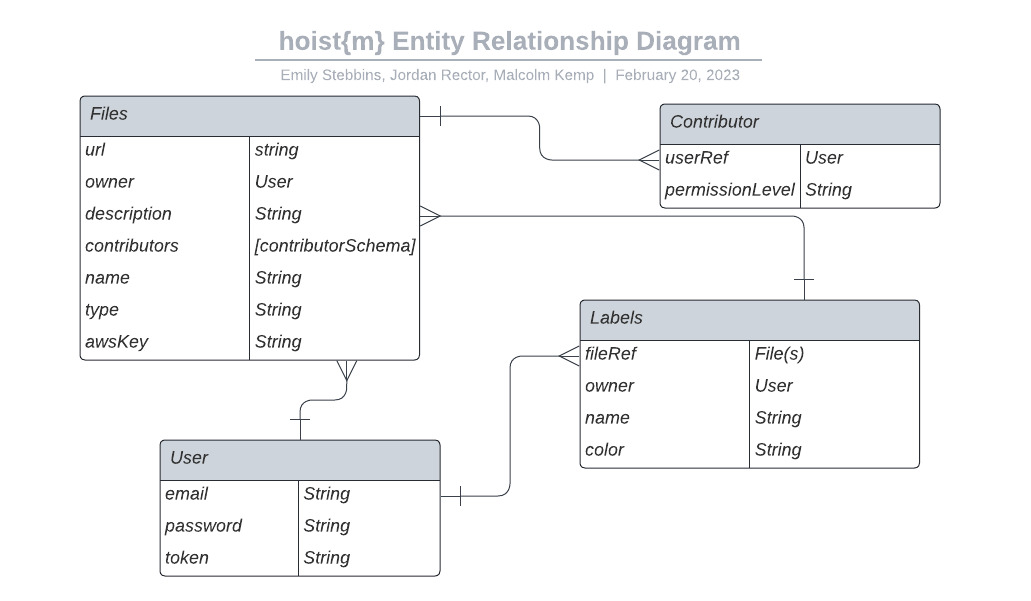 hoist{m} Entity Relationship Diagram
Emily Stebbins, Jordan Rector, Malcolm Kemp | February 20, 2023
Files
url string
owner User
description String
contributors [contributorSchema]
name String
type String
awsKey String
Contributor
userRef User
permissionLevel String
Labels
fileRef File(s)
owner User
name String
color String
User
email String
password String
token String